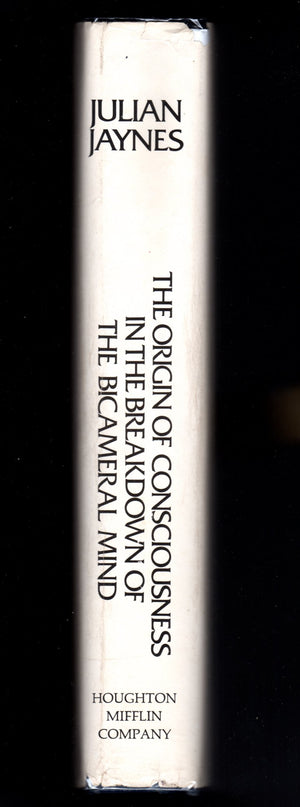 JULIAN
JAYNES
THE ORIGIN OF CONSCIOUSNESS
IN THE BREAKDOWN OF
THE BICAMERAL MIND
HOUGHTON
MIFFLIN
COMPANY